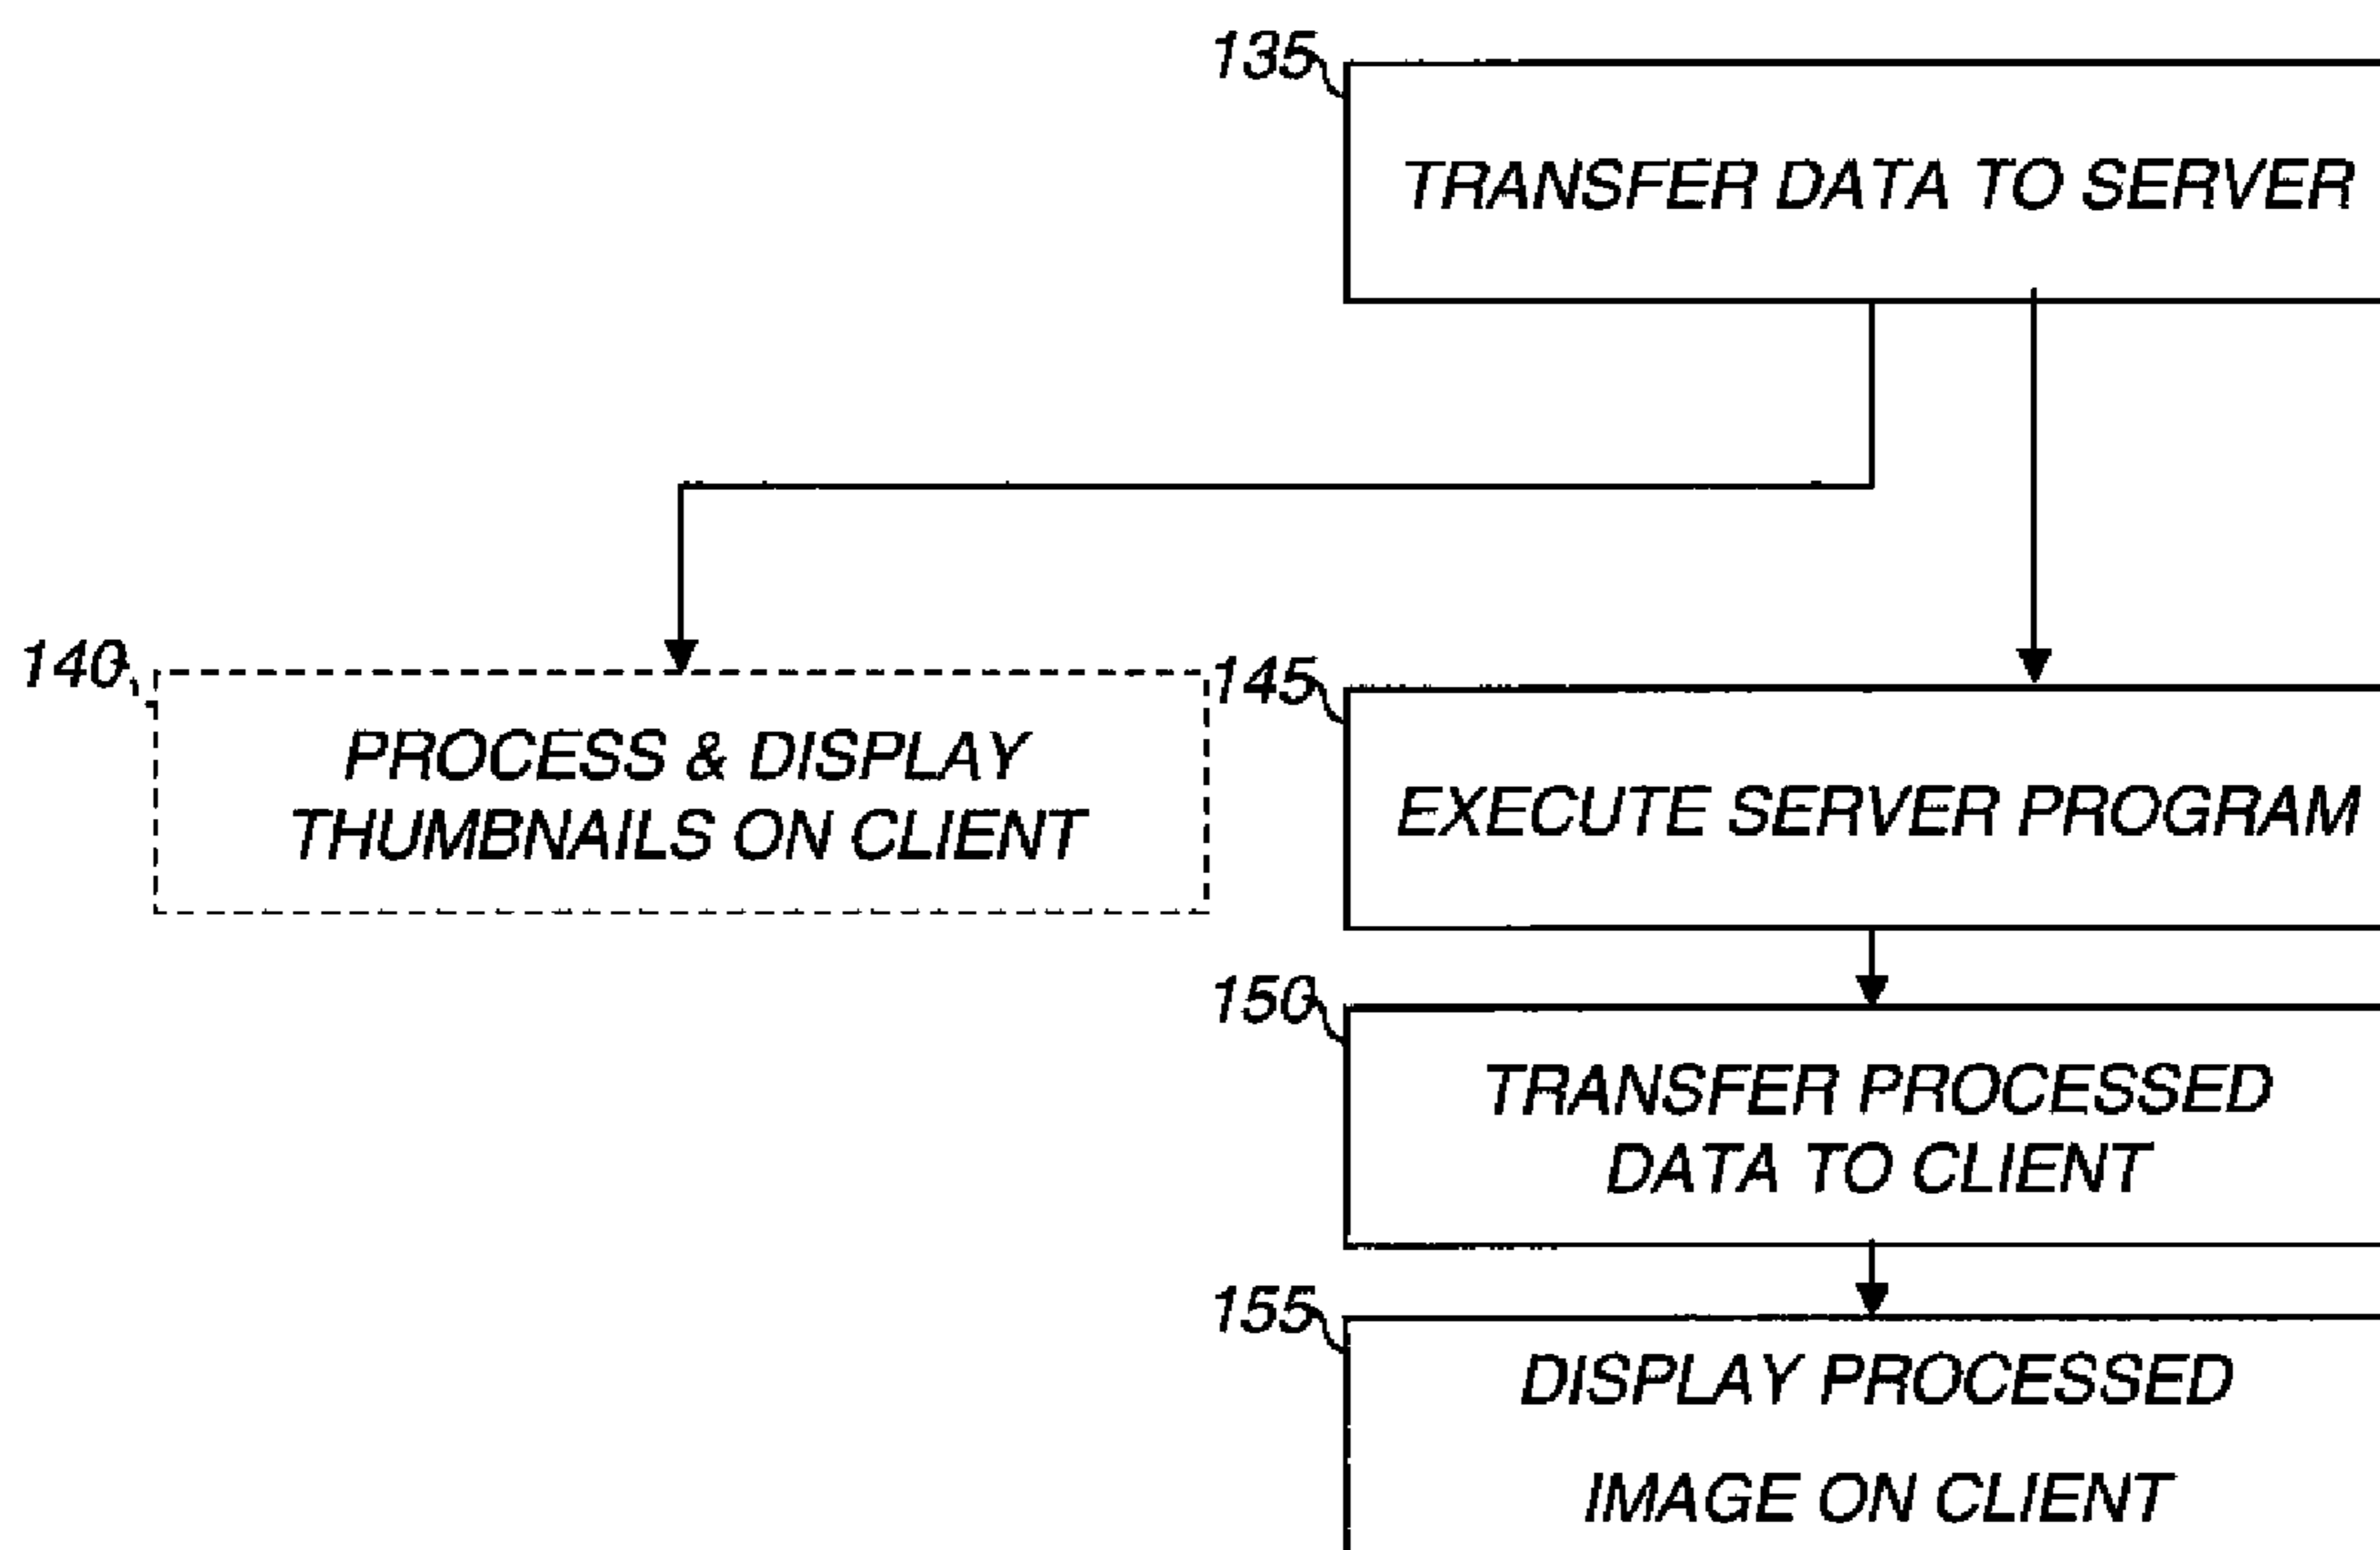 135
TRANSFER DATA TO SERVER
140
PROCESS & DISPLAY
THUMBNAILS ON CLIENT
145
EXECUTE SERVER PROGRAM
150
TRANSFER PROCESSED
DATA TO CLIENT
155
DISPLAY PROCESSED
IMAGE ON CLIENT